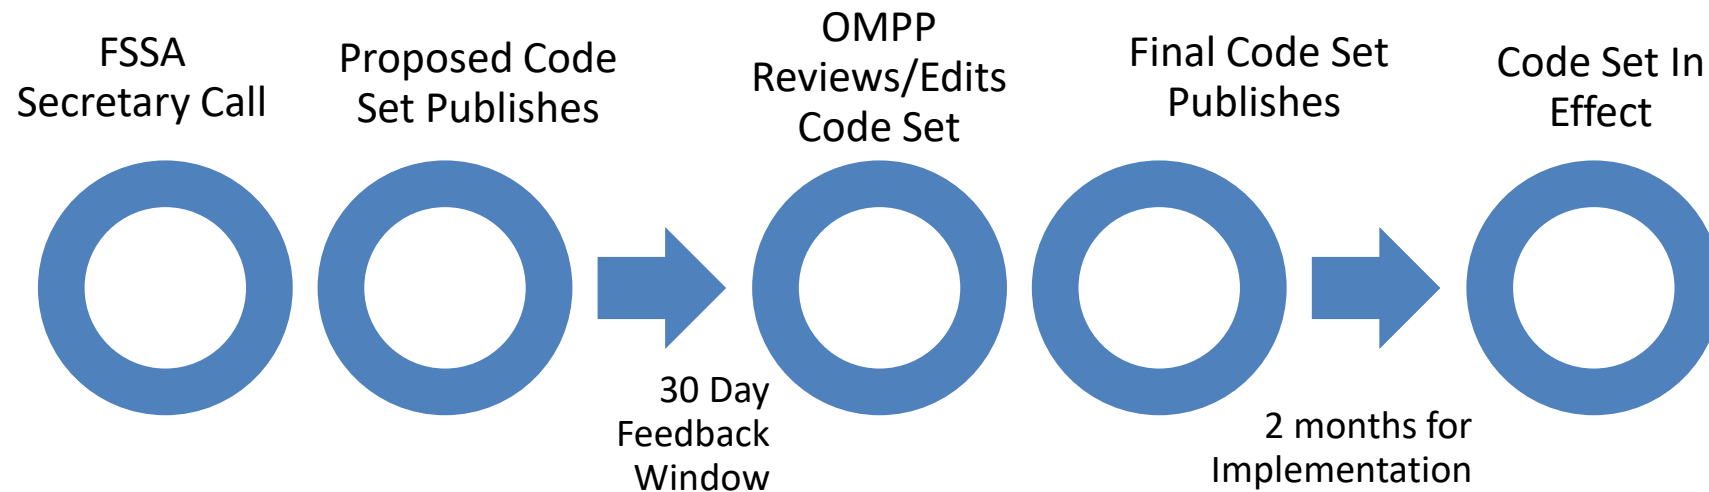 FSSA
Secretary Call
Proposed Code
Set Publishes
OMPP
Reviews/Edits
Code Set
Final Code Set
Publishes
Code Set In
Effect
30 Day
Feedback
Window
2 months for
Implementation